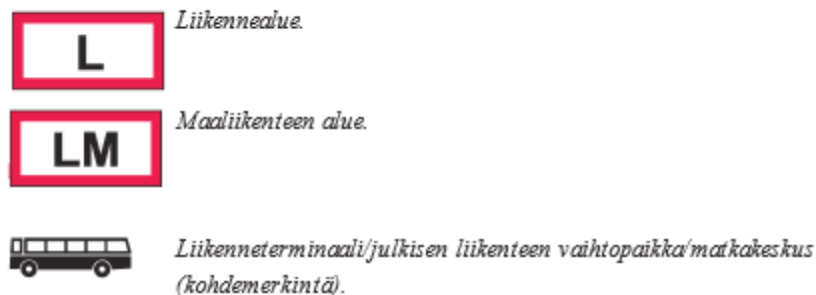 L
Liikennealue.
LM
Maaliikenteen alue.
Liikenneterminaali/julkisen liikenteen vaihtopaikka/matkakeskus
(kohdemerkintä).